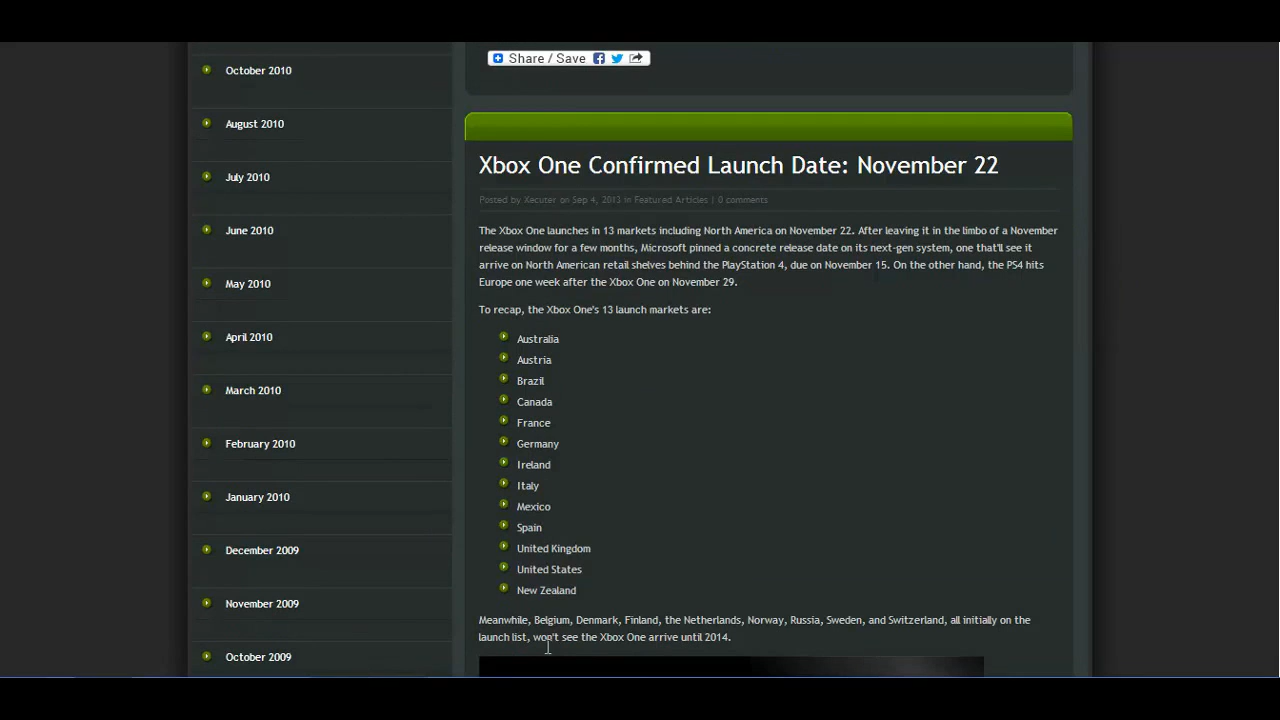 Share / Save
October 2010
August 2010
July 2010
June 2010
May 2010
April 2010
March 2010
February 2010
January 2010
December 2009
November 2009
October 2009
Xbox One Confirmed Launch Date: November 22
Posted by Xecuter on Sep 4, 2013 in Featured Articles | 0 comments
The Xbox One launches in 13 markets including North America on November 22. After leaving it in the limbo of a November
release window for a few months, Microsoft pinned a concrete release date on its next-gen system, one that'll see it
arrive on North American retail shelves behind the PlayStation 4, due on November 15. On the other hand, the PS4 hits
Europe one week after the Xbox One on November 29.
To recap, the Xbox One's 13 launch markets are:
Australia
Austria
Brazil
Canada
France
Germany
Ireland
Italy
Mexico
Spain
United Kingdom
United States
New Zealand
Meanwhile, Belgium, Denmark, Finland, the Netherlands, Norway, Russia, Sweden, and Switzerland, all initially on the
launch list, won't see the Xbox One arrive until 2014.